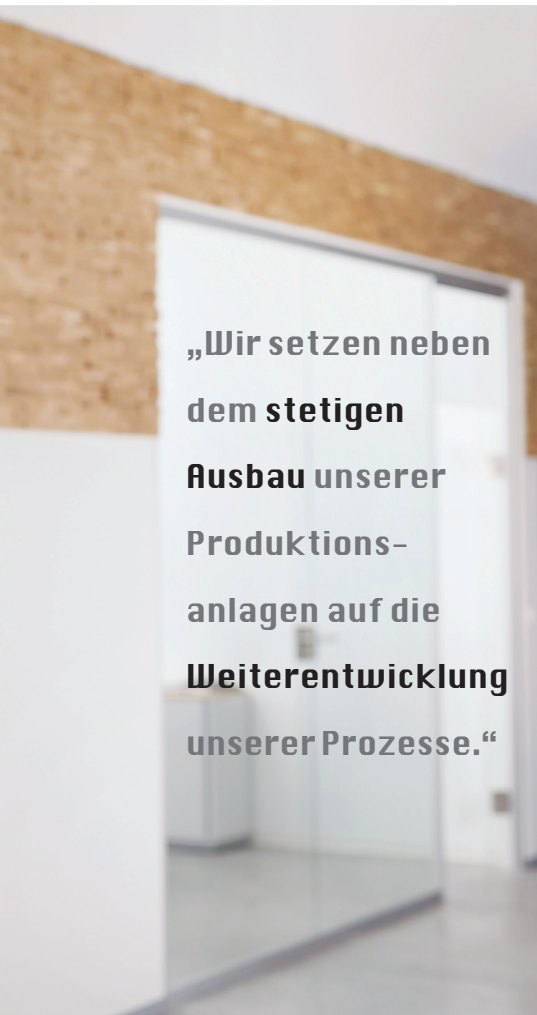 „Wir setzen neben
dem stetigen
Ausbau unserer
Produktions-
anlagen auf die
Weiterentwicklung
unserer Prozesse.“